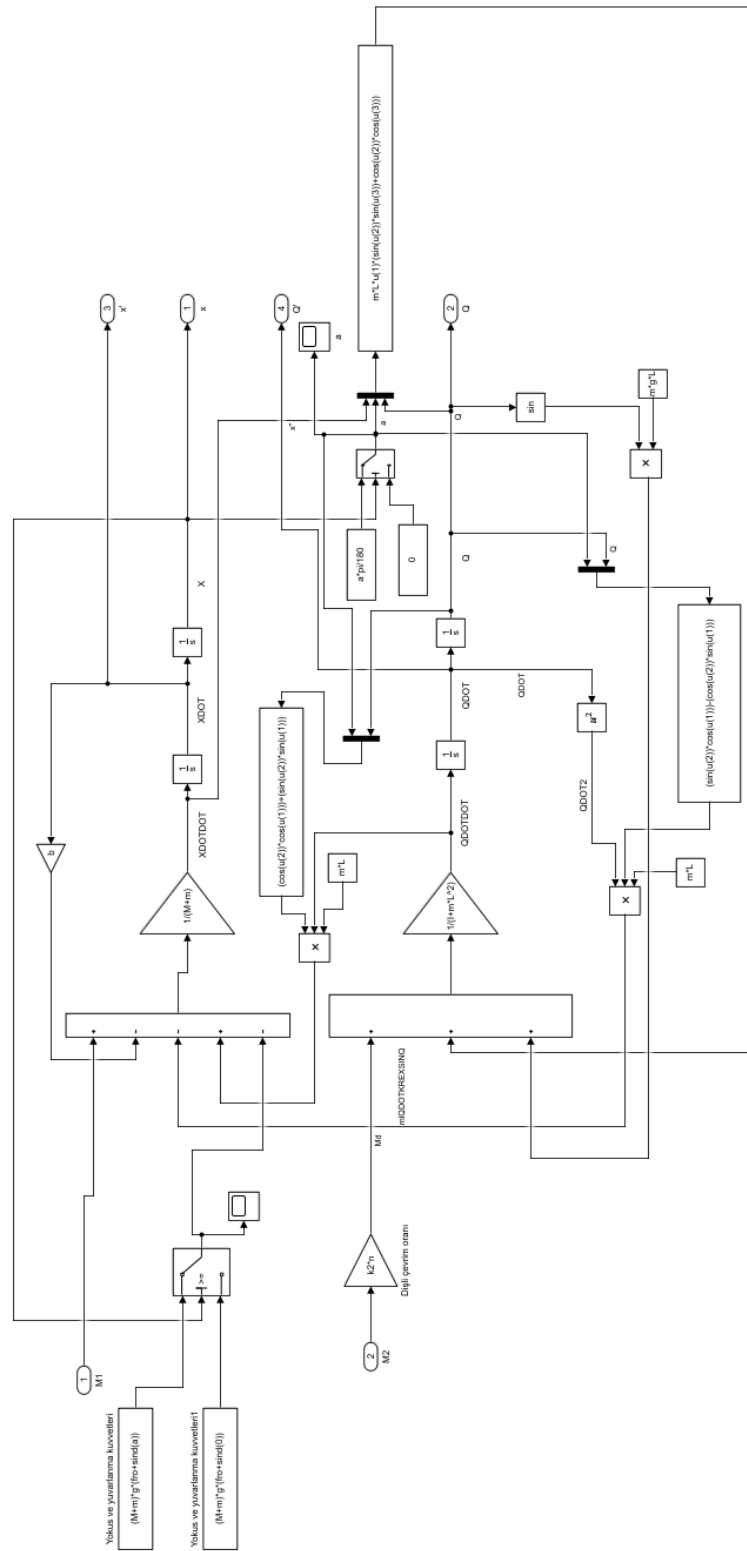 Yokus ve yuvarlanma kuvvetleri
(M+m)*g*(fro+sind(a))
Yokus ve yuvarlanma kuvvetleri1
(M+m)*g*(fro+sind(0))
1
M1
>=
2
M2
k2*n
Dişli çevrim oranı
Md
mlQDOTKREXSINQ
+
-
-
+
-
b
1/(M+m)
XDOTDOT
1
s
XDOT
1
s
X
3
x'
1
x
x''
(cos(u(2))*cos(u(1)))+(sin(u(2))*sin(u(1)))
m*L
×
+
+
+
1/(I+m*L^2)
QDOTDOT
1
s
QDOT
1
s
Q
QDOT
4
Q'
a
a*pi/180
0
a
Q
m*L*u(1)*(sin(u(2))*sin(u(3))+cos(u(2))*cos(u(3)))
2
Q
sin
m*g*L
×
Q
u²
QDOT2
(sin(u(2))*cos(u(1)))-(cos(u(2))*sin(u(1)))
m*L
×